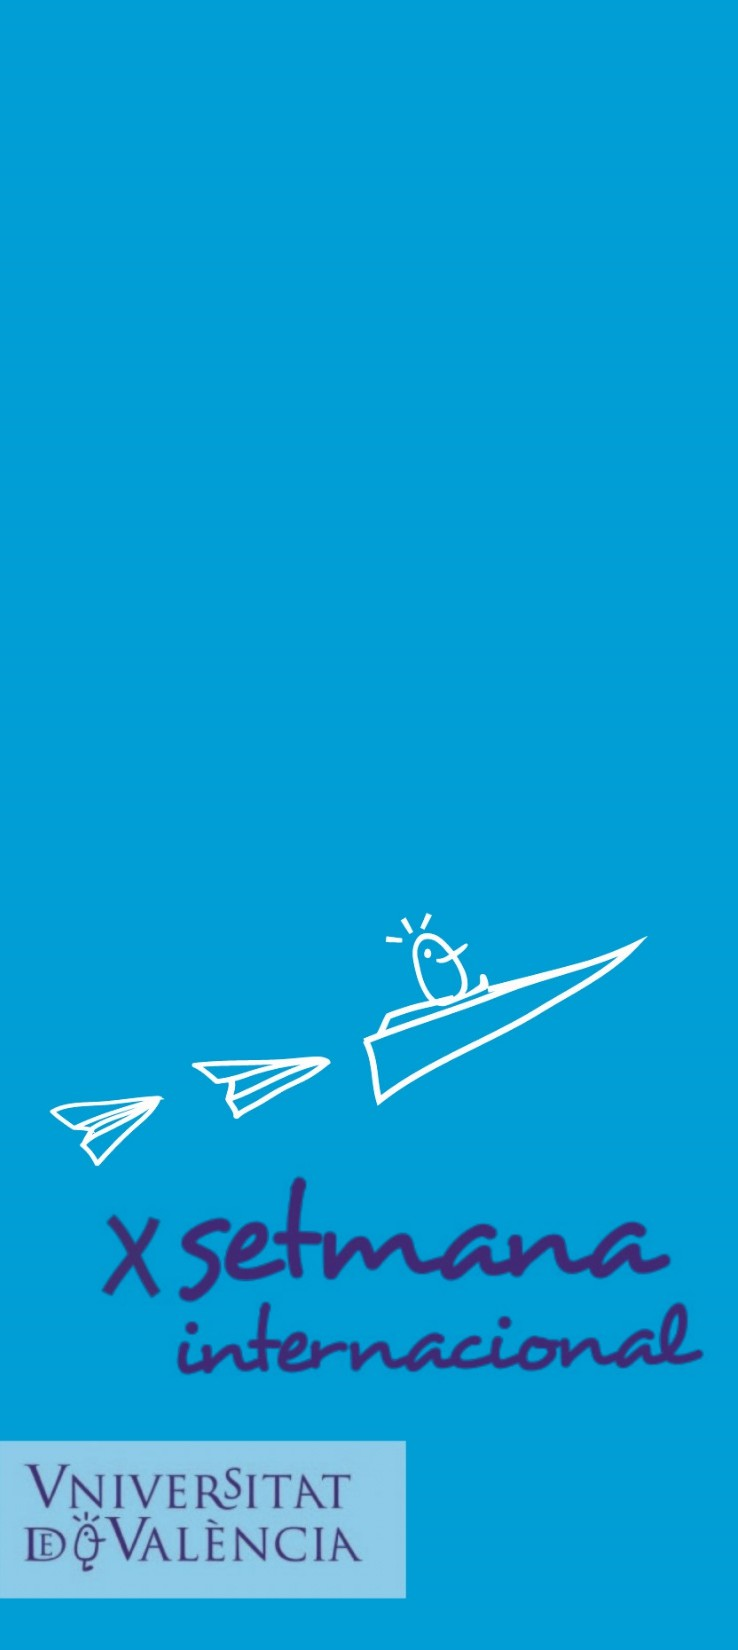 X setmana
internacional
VNIVERSITAT
DE VALÈNCIA